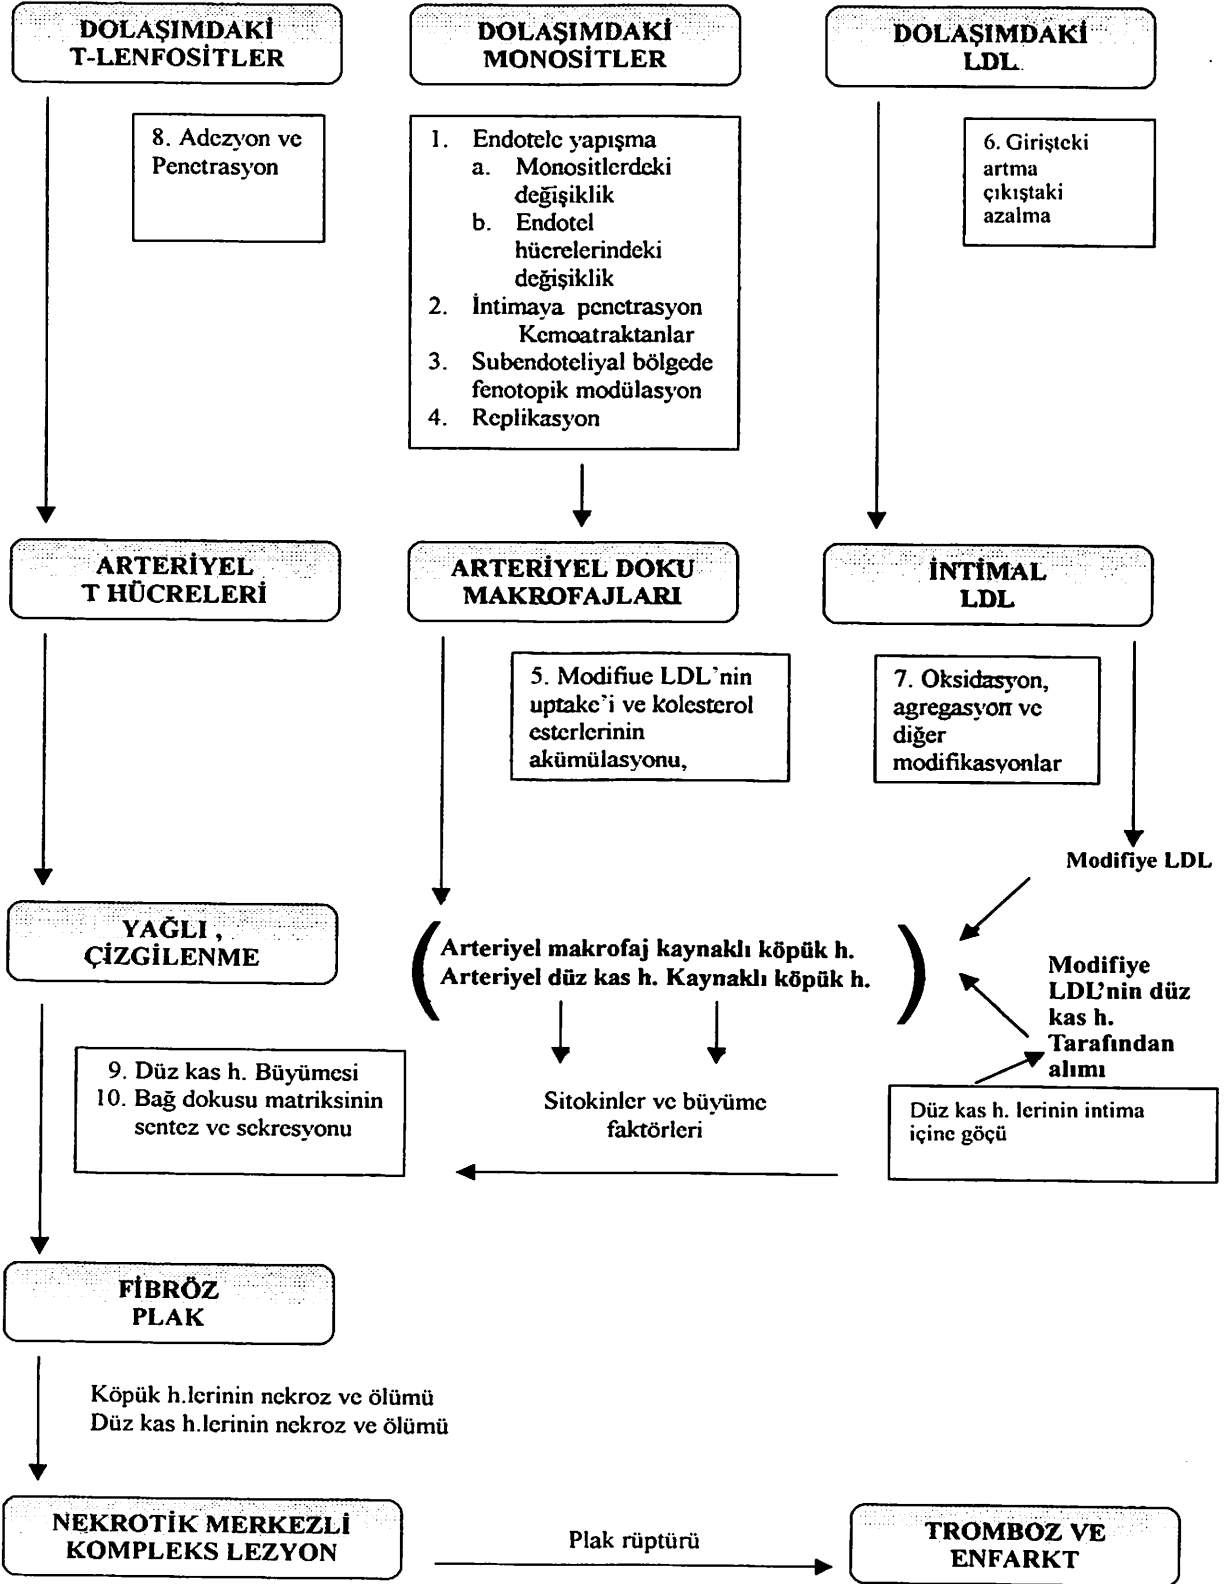 DOLAŞIMDAKİ
T-LENFOSİTLER
DOLAŞIMDAKİ
MONOSİTLER
DOLAŞIMDAKİ
LDL
8. Adezyon ve
Penetrasyon
1. Endotele yapışma
a. Monositlerdeki
değişiklik
b. Endotel
hücrelerindeki
değişiklik
2. İntimaya penetrasyon
Kemoatraktanlar
3. Subendoteliyal bölgede
fenotopik modülasyon
4. Replikasyon
6. Girişteki
artma
çıkıştaki
azalma
ARTERİYEL
T HÜCRELERİ
ARTERİYEL DOKU
MAKROFAJLARI
İNTİMAL
LDL
5. Modifiue LDL'nin
uptake'i ve kolesterol
esterlerinin
akümülasyonu,
7. Oksidasyon,
agregasyon ve
diğer
modifikasyonlar
Modifiye LDL
YAĞLI ,
ÇİZGİLENME
(Arteriyel makrofaj kaynaklı köpük h.
Arteriyel düz kas h. Kaynaklı köpük h.)
Modifiye
LDL'nin düz
kas h.
Tarafından
alımı
9. Düz kas h. Büyümesi
10. Bağ dokusu matriksinin
sentez ve sekresyonu
Sitokinler ve büyüme
faktörleri
Düz kas h. lerinin intima
içine göçü
FİBRÖZ
PLAK
Köpük h.lerinin nekroz ve ölümü
Düz kas h.lerinin nekroz ve ölümü
NEKROTİK MERKEZLİ
KOMPLEKS LEZYON
Plak rüptürü
TROMBOZ VE
ENFARKT